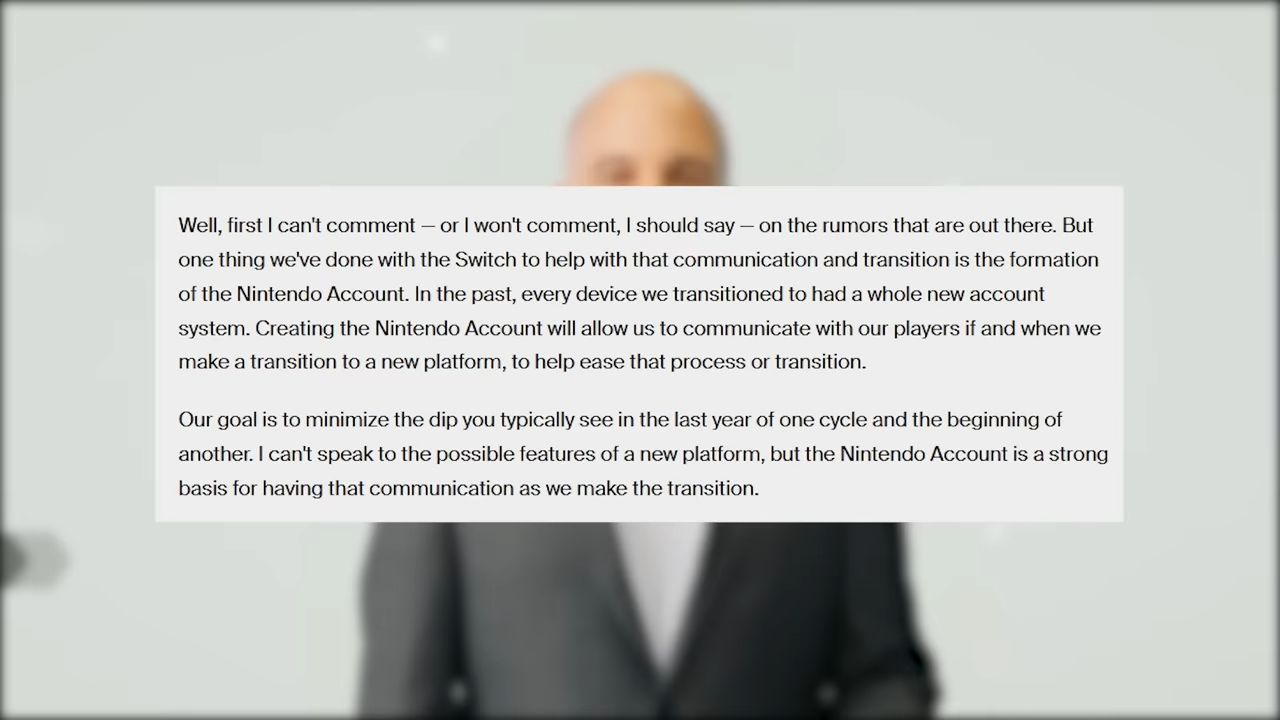 Well, first I can't comment — or I won't comment, I should say — on the rumors that are out there. But
one thing we've done with the Switch to help with that communication and transition is the formation
of the Nintendo Account. In the past, every device we transitioned to had a whole new account
system. Creating the Nintendo Account will allow us to communicate with our players if and when we
make a transition to a new platform, to help ease that process or transition.
Our goal is to minimize the dip you typically see in the last year of one cycle and the beginning of
another. I can't speak to the possible features of a new platform, but the Nintendo Account is a strong
basis for having that communication as we make the transition.